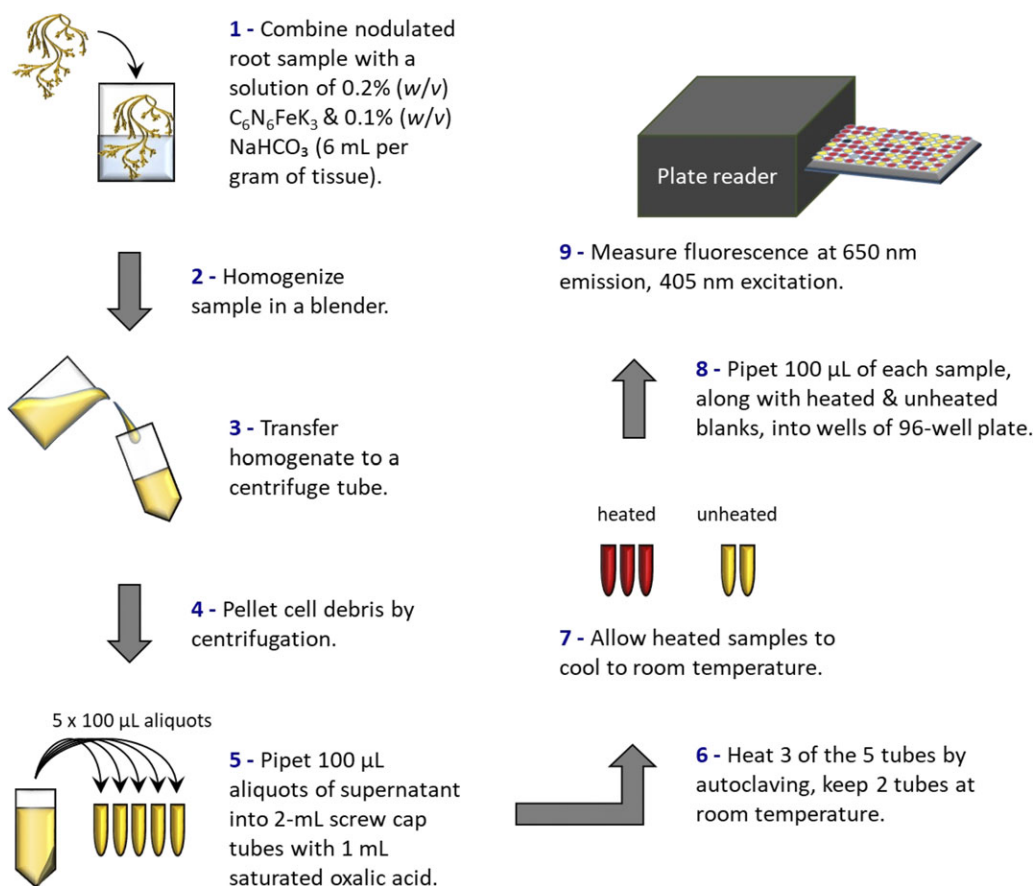 1 - Combine nodulated
root sample with a
solution of 0.2% (w/v)
C₆N₆FeK₃ & 0.1% (w/v)
NaHCO₃ (6 mL per
gram of tissue).
2 - Homogenize
sample in a blender.
3 - Transfer
homogenate to a
centrifuge tube.
4 - Pellet cell debris by
centrifugation.
5 x 100 µL aliquots
5 - Pipet 100 µL
aliquots of supernatant
into 2-mL screw cap
tubes with 1 mL
saturated oxalic acid.
6 - Heat 3 of the 5 tubes by
autoclaving, keep 2 tubes at
room temperature.
heated unheated
7 - Allow heated samples to
cool to room temperature.
8 - Pipet 100 µL of each sample,
along with heated & unheated
blanks, into wells of 96-well plate.
Plate reader
9 - Measure fluorescence at 650 nm
emission, 405 nm excitation.